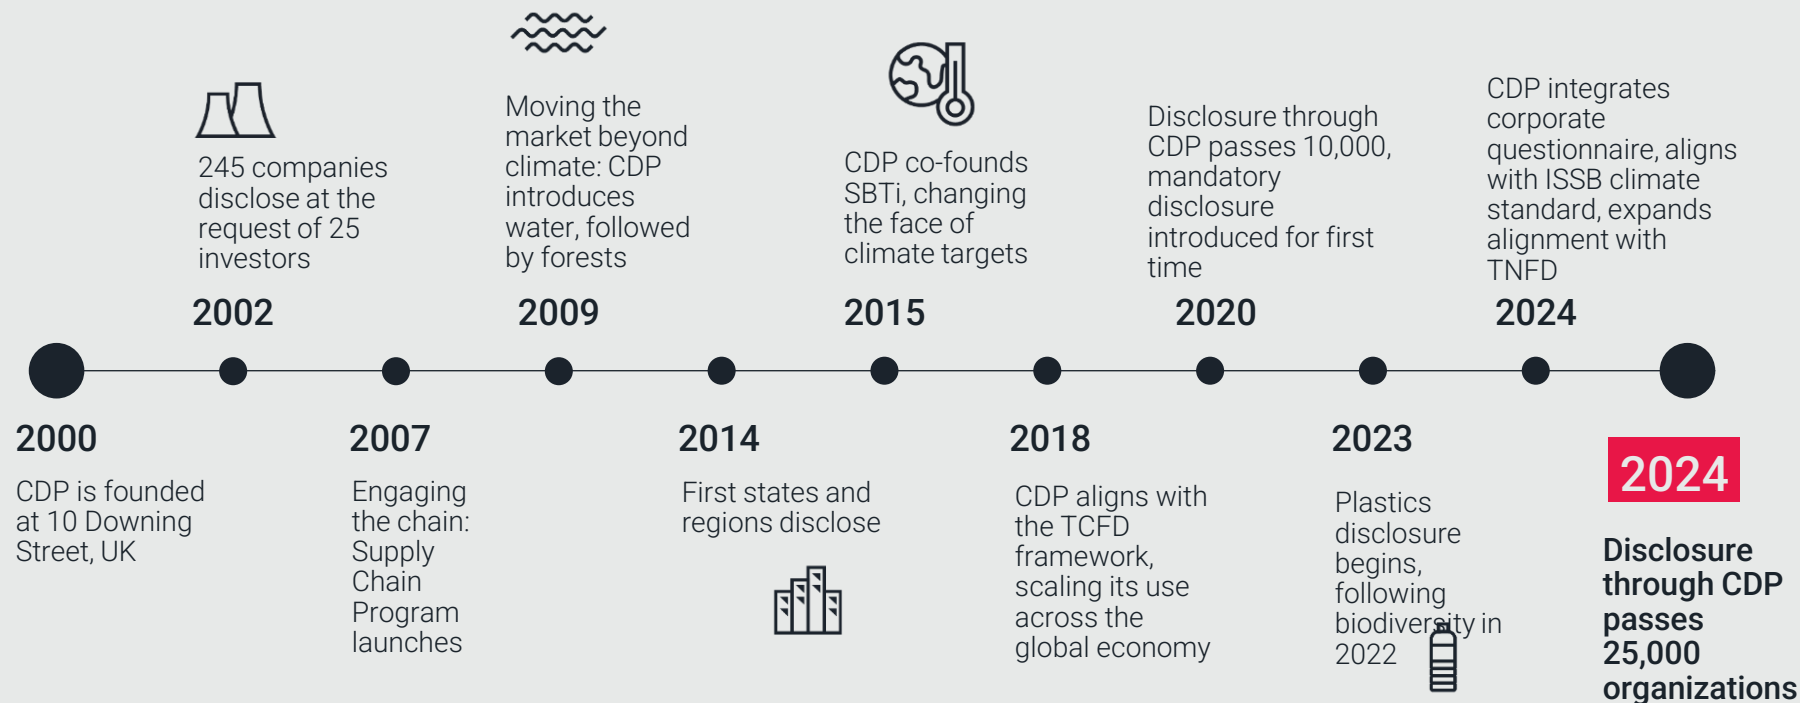 245 companies
disclose at the
request of 25
investors
2002
Moving the
market beyond
climate: CDP
introduces
water, followed
by forests
2009
CDP co-founds
SBTi, changing
the face of
climate targets
2015
Disclosure through
CDP passes 10,000,
mandatory
disclosure
introduced for first
time
2020
CDP integrates
corporate
questionnaire, aligns
with ISSB climate
standard, expands
alignment with
TNFD
2024
2000
CDP is founded
at 10 Downing
Street, UK
2007
Engaging
the chain:
Supply
Chain
Program
launches
2014
First states and
regions disclose
2018
CDP aligns with
the TCFD
framework,
scaling its use
across the
global economy
2023
Plastics
disclosure
begins,
following
biodiversity in
2022
2024
Disclosure
through CDP
passes
25,000
organizations